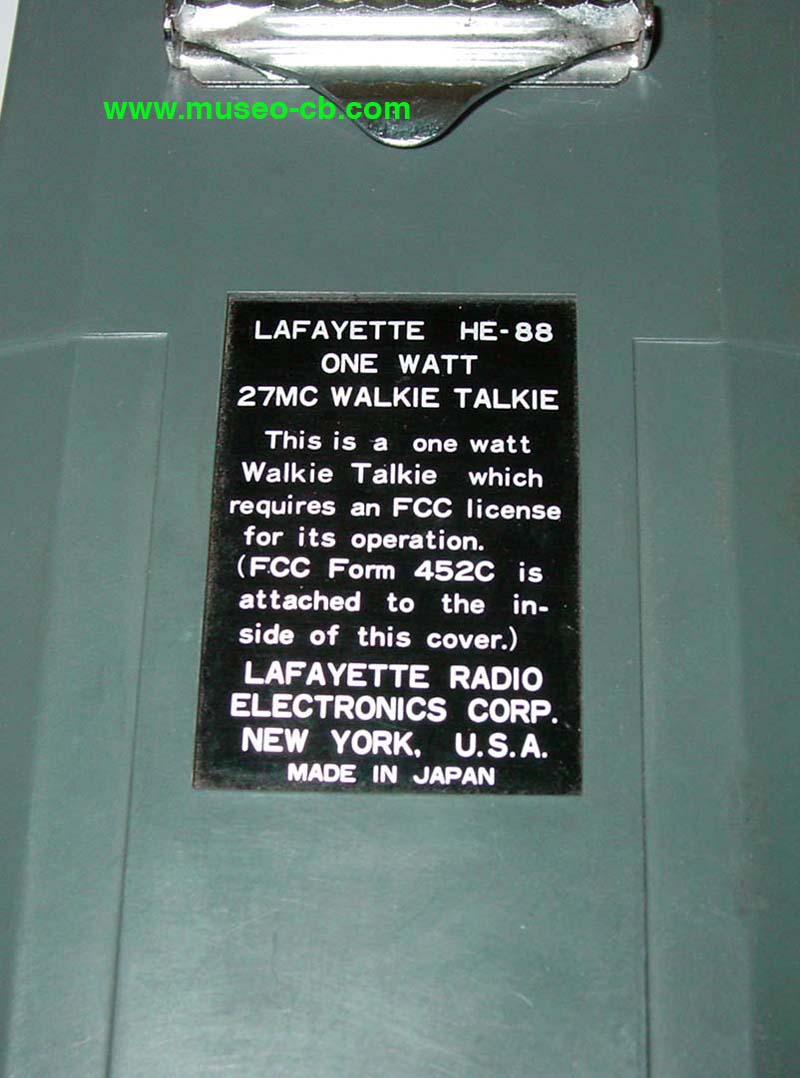 www.museo-cb.com
LAFAYETTE HE-88
ONE WATT
27MC WALKIE TALKIE
This is a one watt
Walkie Talkie which
requires an FCC license
for its operation.
(FCC Form 452C is
attached to the in-
side of this cover.)
LAFAYETTE RADIO
ELECTRONICS CORP.
NEW YORK, U.S.A.
MADE IN JAPAN